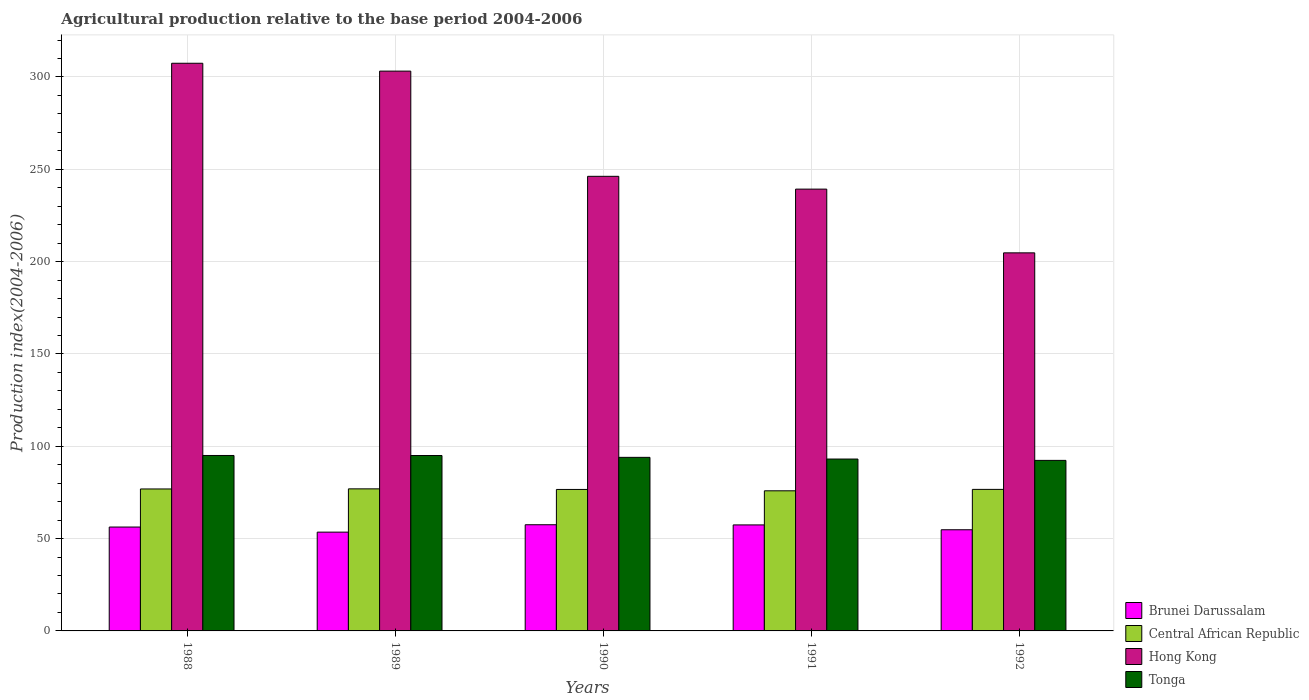 Agricultural production relative to the base period 2004-2006
Production index(2004-2006)
300
250
200
150
100
50
0
1988
1989
1990
1991
1992
Years
Brunei Darussalam
Central African Republic
Hong Kong
Tonga